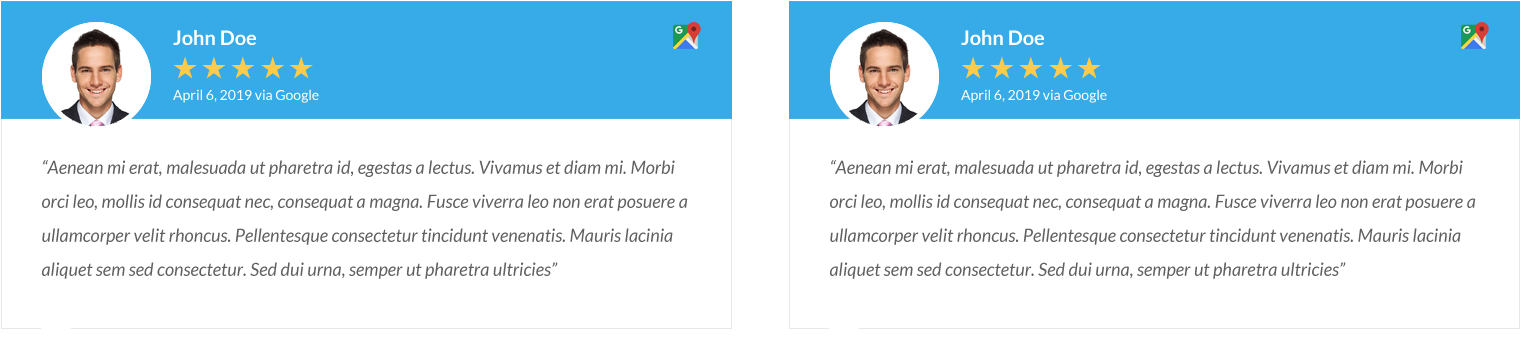 John Doe
April 6, 2019 via Google
“Aenean mi erat, malesuada ut pharetra id, egestas a lectus. Vivamus et diam mi. Morbi
orci leo, mollis id consequat nec, consequat a magna. Fusce viverra leo non erat posuere a
ullamcorper velit rhoncus. Pellentesque consectetur tincidunt venenatis. Mauris lacinia
aliquet sem sed consectetur. Sed dui urna, semper ut pharetra ultricies”
John Doe
April 6, 2019 via Google
“Aenean mi erat, malesuada ut pharetra id, egestas a lectus. Vivamus et diam mi. Morbi
orci leo, mollis id consequat nec, consequat a magna. Fusce viverra leo non erat posuere a
ullamcorper velit rhoncus. Pellentesque consectetur tincidunt venenatis. Mauris lacinia
aliquet sem sed consectetur. Sed dui urna, semper ut pharetra ultricies”